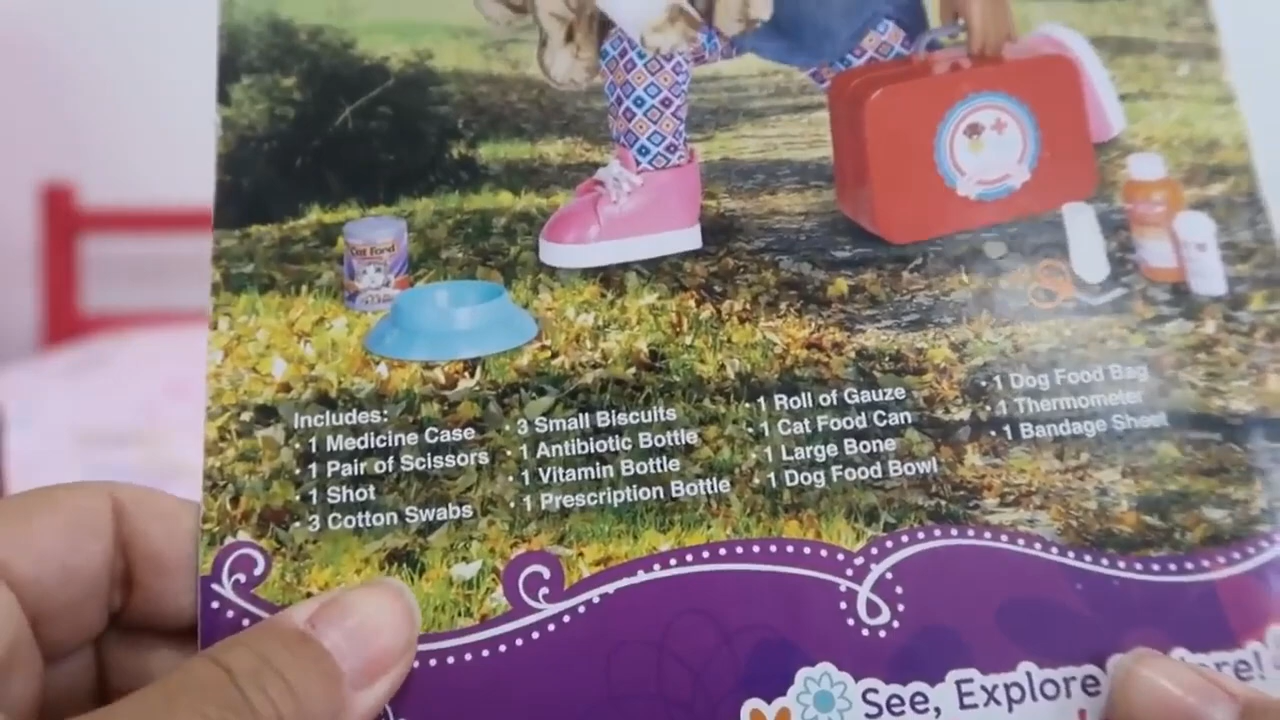 Cat Food
Includes:
• 1 Medicine Case
• 1 Pair of Scissors
• 1 Shot
• 3 Cotton Swabs
• 3 Small Biscuits
• 1 Antibiotic Bottle
• 1 Vitamin Bottle
• 1 Prescription Bottle
• 1 Roll of Gauze
• 1 Cat Food Can
• 1 Large Bone
• 1 Dog Food Bowl
• 1 Dog Food Bag
• 1 Thermometer
• 1 Bandage Sheet
See, Explore